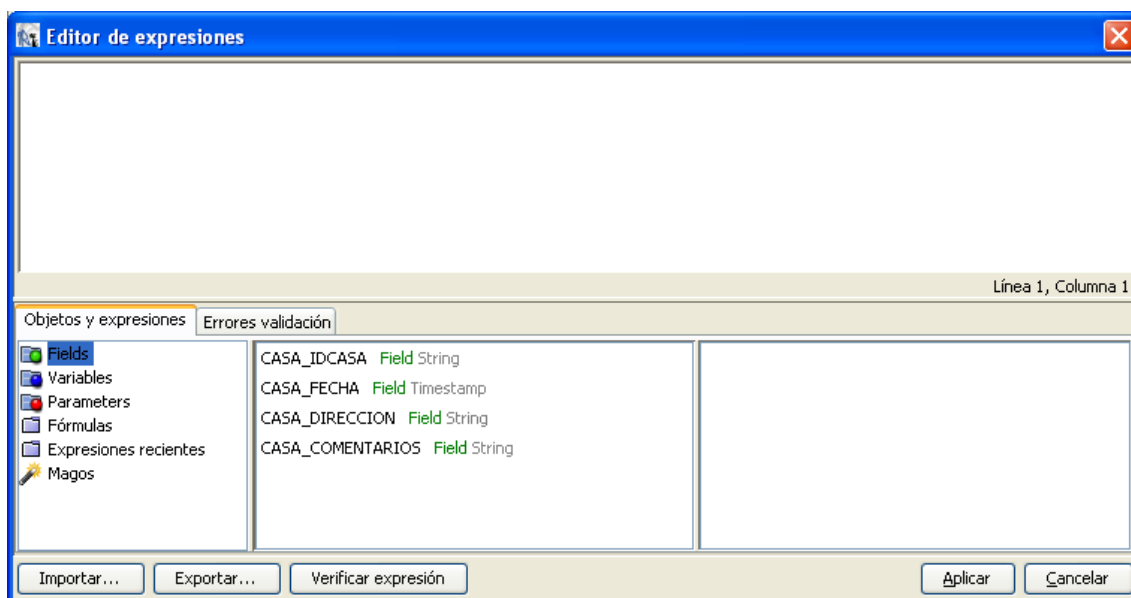 Editor de expresiones
Línea 1, Columna 1
Objetos y expresiones Errores validación
Fields
Variables
Parameters
Fórmulas
Expresiones recientes
Magos
CASA_IDCASA Field String
CASA_FECHA Field Timestamp
CASA_DIRECCION Field String
CASA_COMENTARIOS Field String
Importar... Exportar... Verificar expresión Aplicar Cancelar